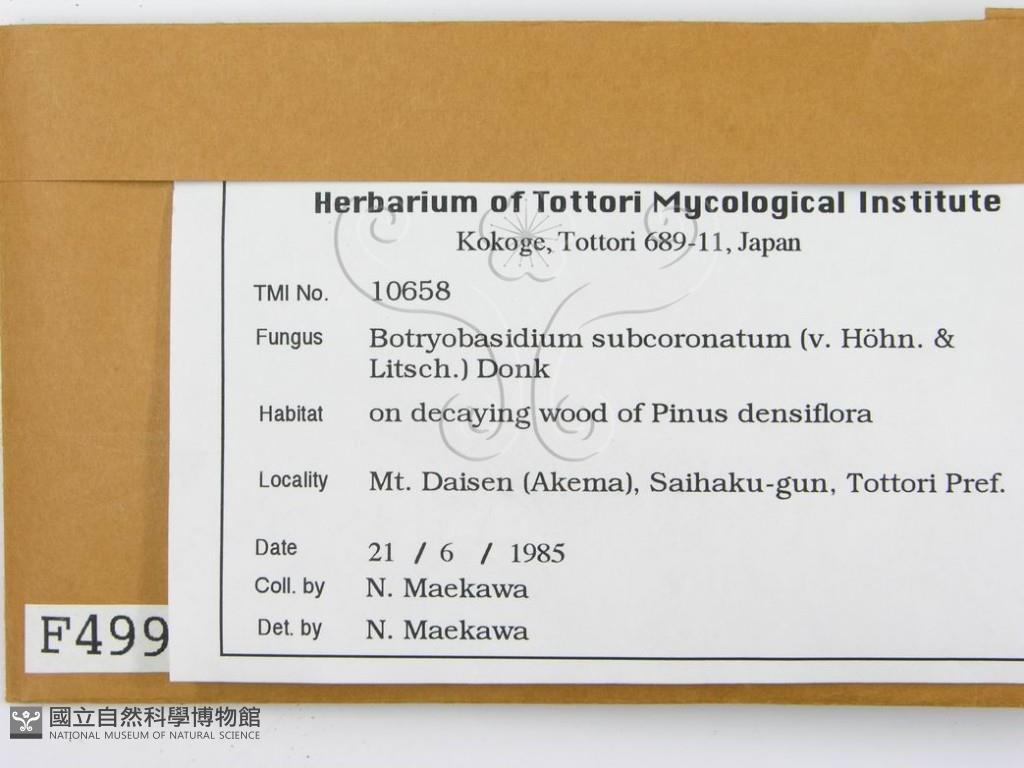 Herbarium of Tottori Mycological Institute
Kokoge, Tottori 689-11, Japan
TMI No. 10658
Fungus Botryobasidium subcoronatum (v. Höhn. &
Litsch.) Donk
Habitat on decaying wood of Pinus densiflora
Locality Mt. Daisen (Akema), Saihaku-gun, Tottori Pref.
Date 21 / 6 / 1985
Coll. by N. Maekawa
Det. by N. Maekawa
F499
國立自然科學博物館
NATIONAL MUSEUM OF NATURAL SCIENCE